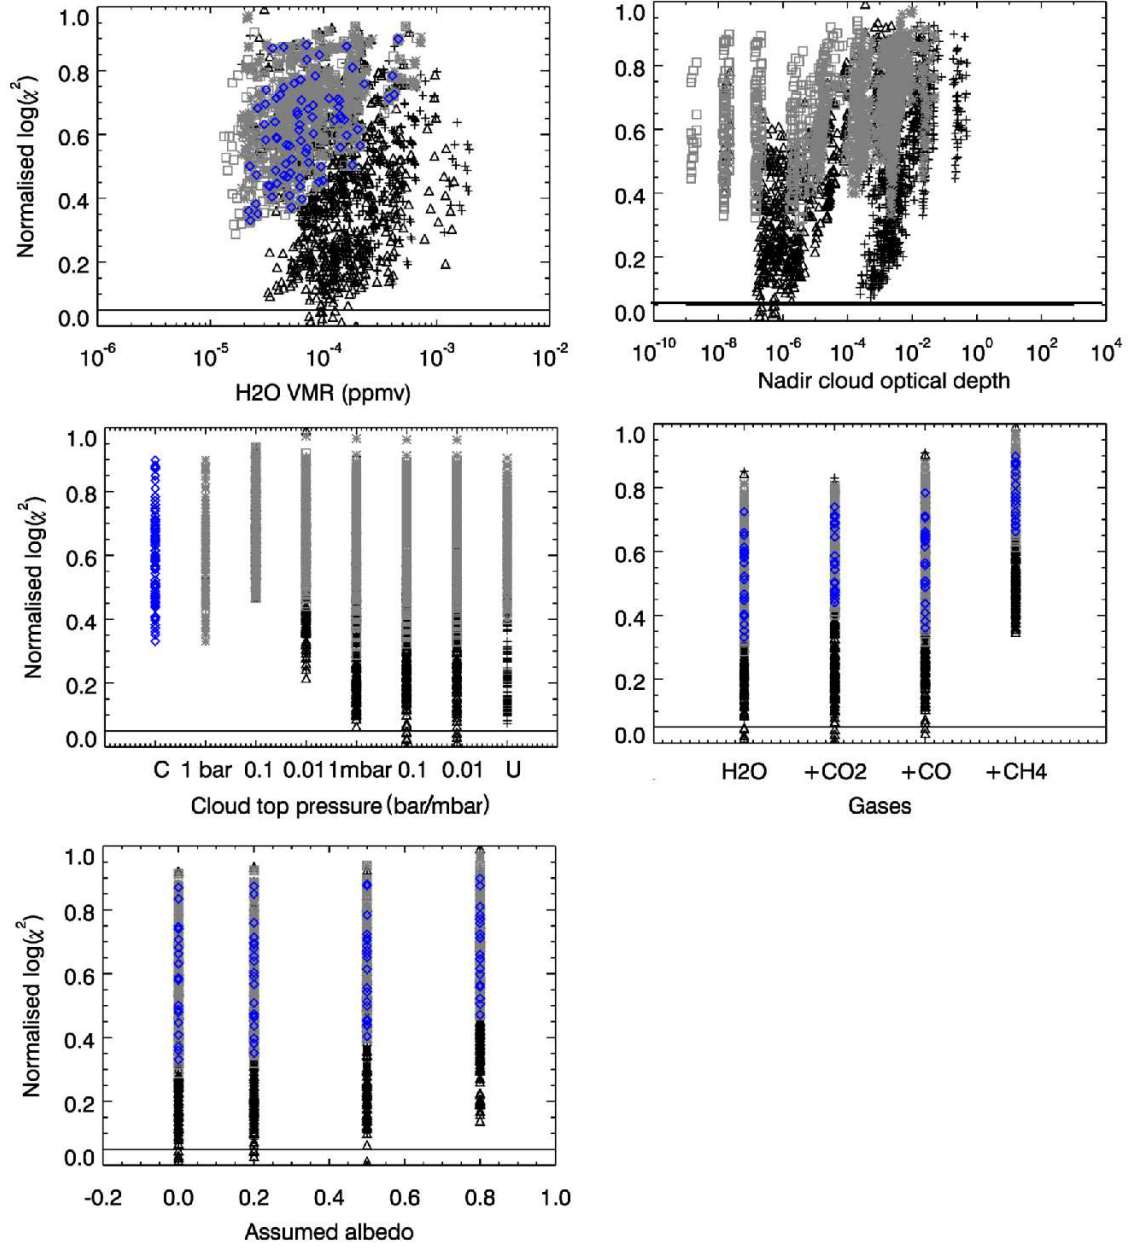 Normalised log(χ²)
1.0
0.8
0.6
0.4
0.2
0.0
10⁻⁶ 10⁻⁵ 10⁻⁴ 10⁻³ 10⁻²
H2O VMR (ppmv)
1.0
0.8
0.6
0.4
0.2
0.0
10⁻¹⁰ 10⁻⁸ 10⁻⁶ 10⁻⁴ 10⁻² 10⁰ 10² 10⁴
Nadir cloud optical depth
Normalised log(χ²)
1.0
0.8
0.6
0.4
0.2
0.0
C 1 bar 0.1 0.011mbar 0.1 0.01 U
Cloud top pressure (bar/mbar)
1.0
0.8
0.6
0.4
0.2
0.0
H2O +CO2 +CO +CH4
Gases
Normalised log(χ²)
1.0
0.8
0.6
0.4
0.2
0.0
-0.2 0.0 0.2 0.4 0.6 0.8 1.0
Assumed albedo